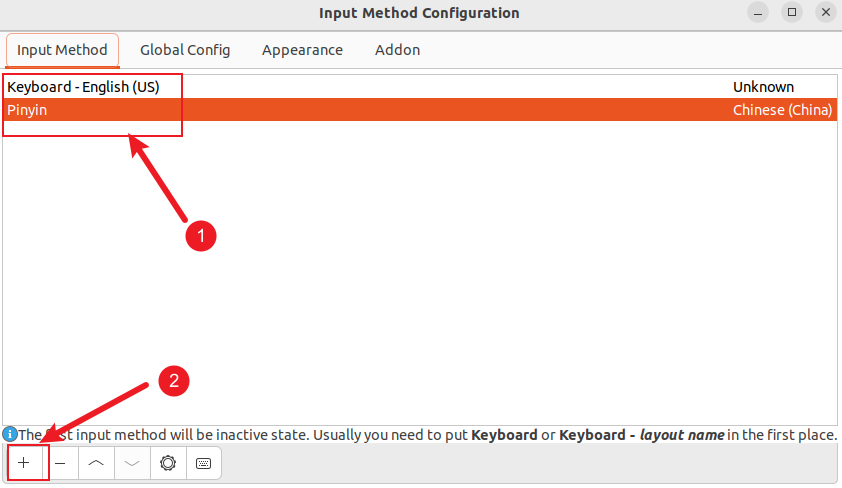 Input Method Configuration
Input Method Global Config Appearance Addon
Keyboard - English (US) Unknown
Pinyin Chinese (China)
1
2
The first input method will be inactive state. Usually you need to put Keyboard or Keyboard - layout name in the first place.